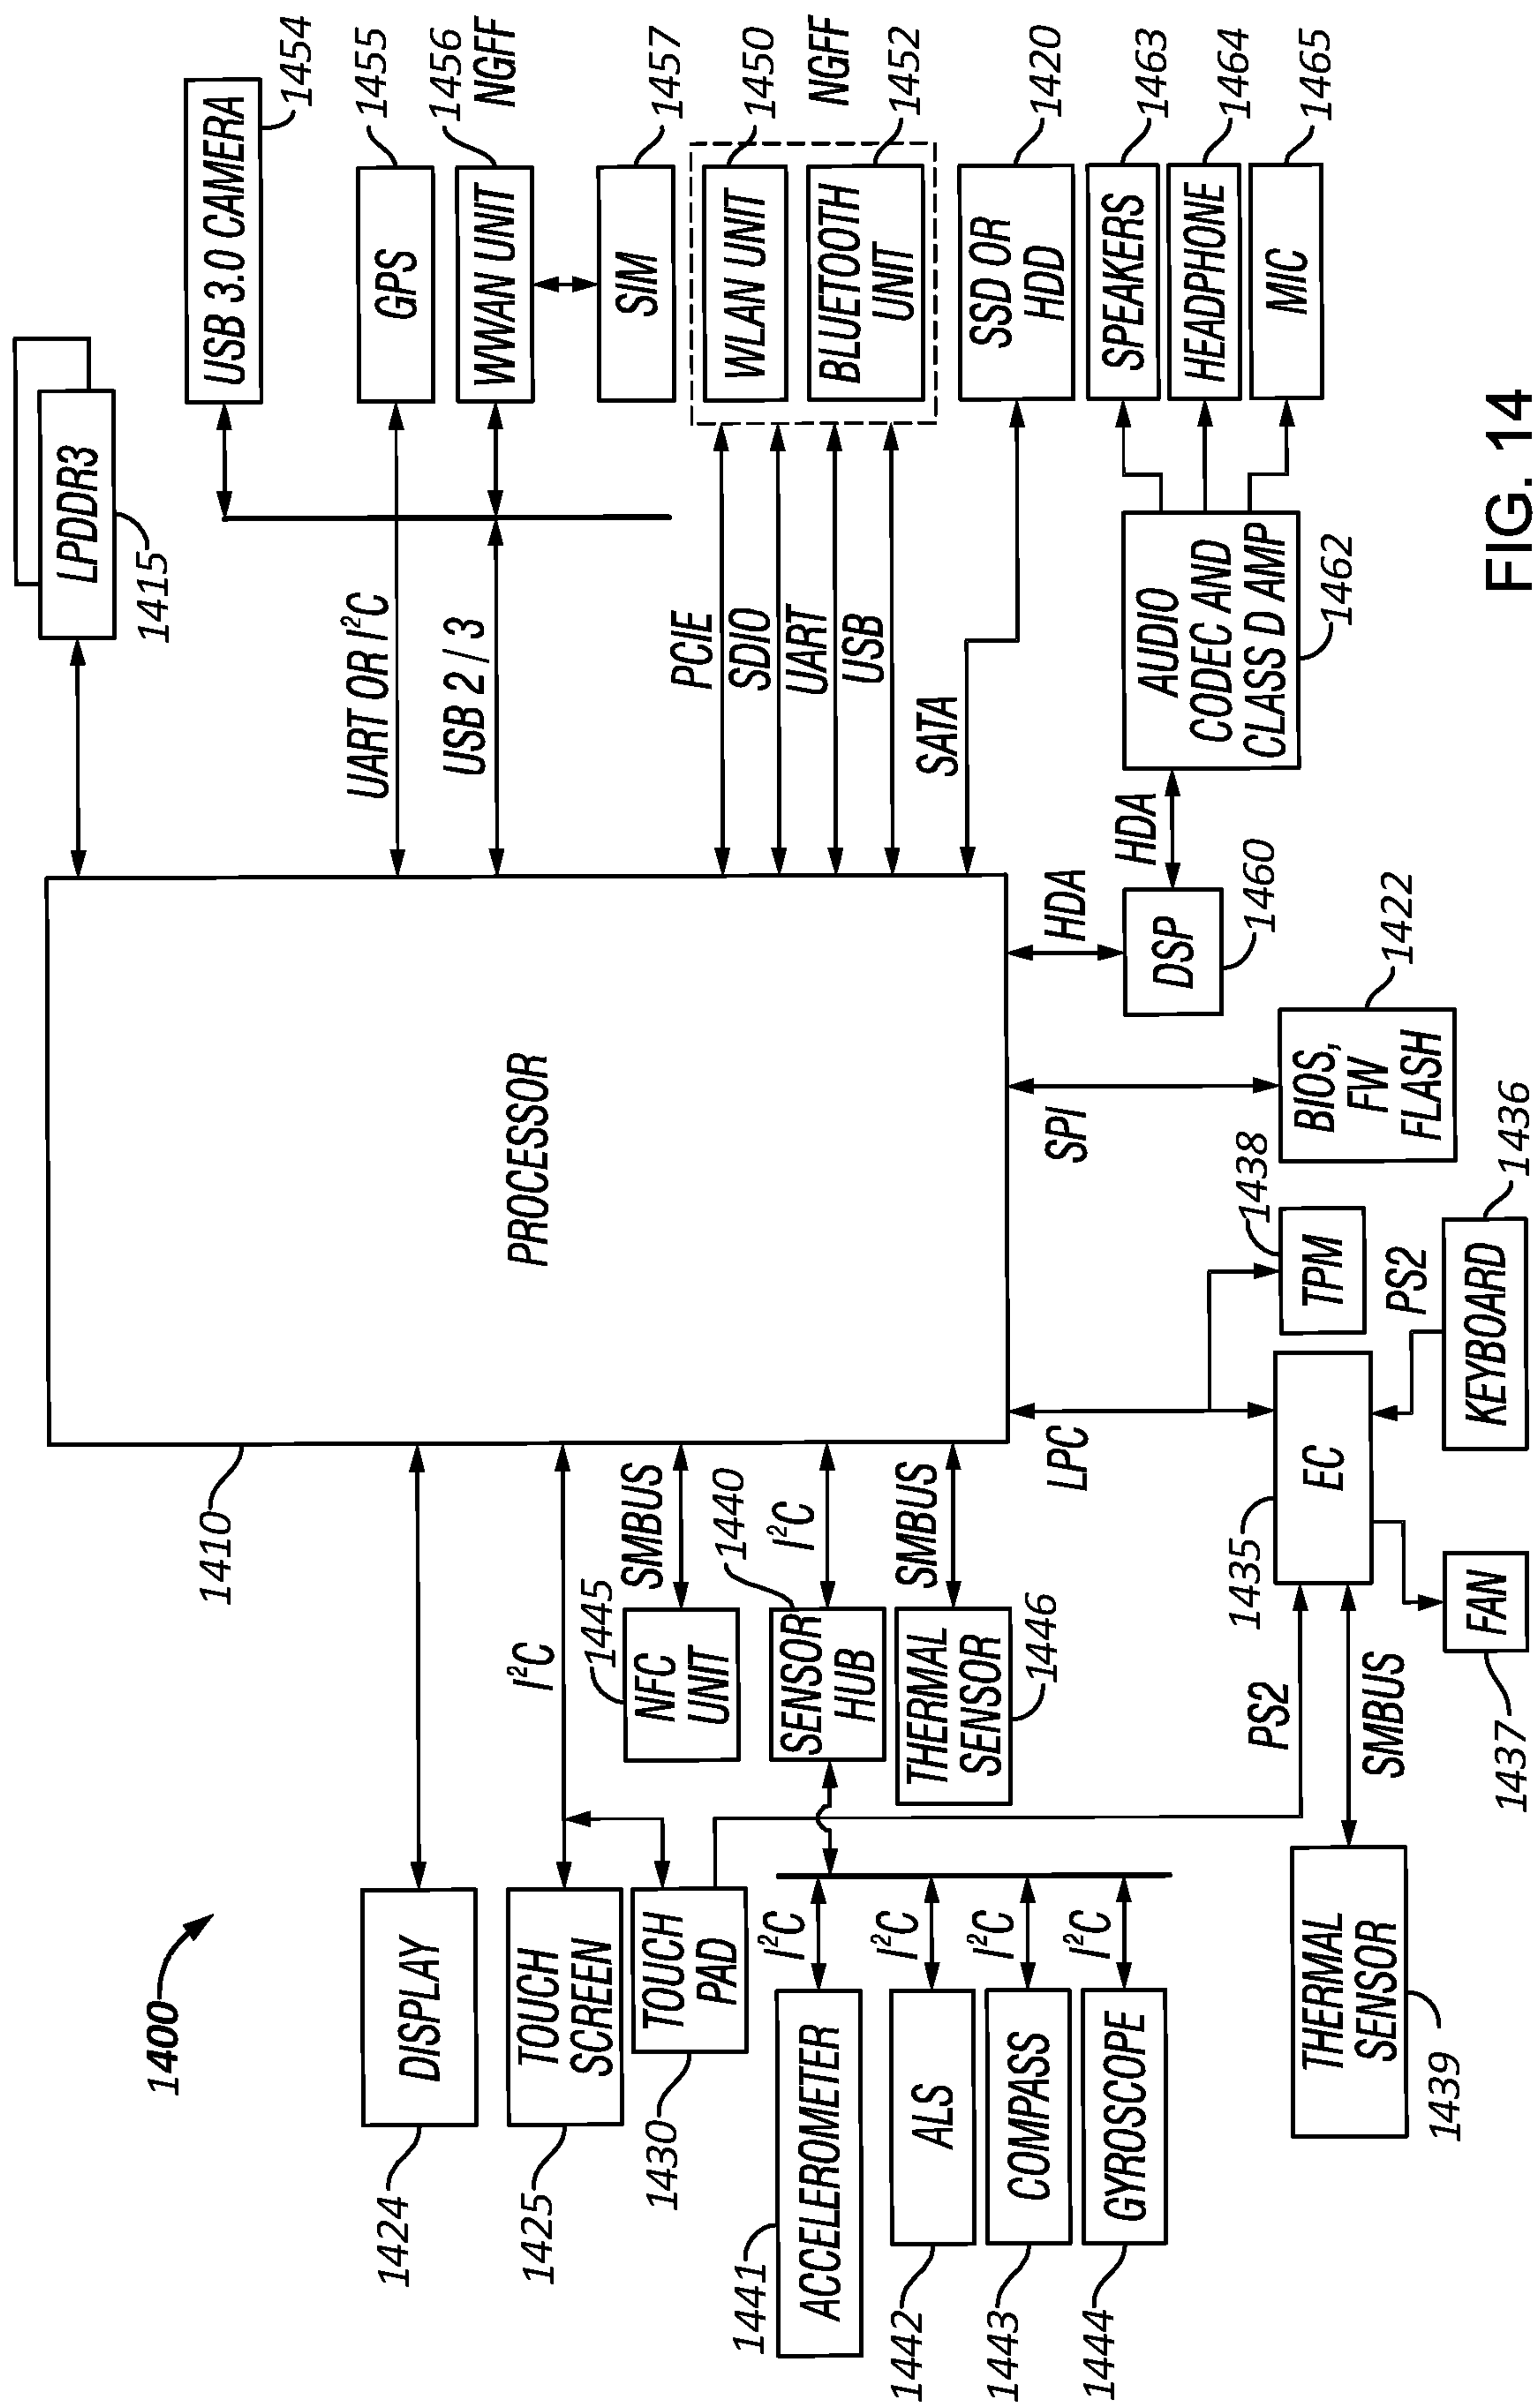 1400
LPDDR3
1415
1410
PROCESSOR
USB 3.0 CAMERA
1454
DISPLAY
1424
UART OR I²C
GPS
1455
TOUCH
SCREEN
1425
I²C
USB 2 / 3
WWAN UNIT
1456
NGFF
SIM
1457
TOUCH
PAD
1430
NFC
UNIT
1445
SMBUS
PCIE
SDIO
UART
USB
WLAN UNIT
1450
BLUETOOTH
UNIT
NGFF
1452
SENSOR
HUB
1440
I²C
ACCELEROMETER
1441
I²C
ALS
1442
I²C
COMPASS
1443
I²C
GYROSCOPE
1444
I²C
THERMAL
SENSOR
1446
SMBUS
SATA
SSD OR
HDD
1420
LPC
SPI
HDA
DSP
1460
HDA
AUDIO
CODEC AND
CLASS D AMP
1462
SPEAKERS
1463
HEADPHONE
1464
MIC
1465
PS2
EC
1435
TPM
1438
BIOS,
FW
FLASH
1422
THERMAL
SENSOR
1439
SMBUS
FAN
1437
PS2
KEYBOARD
1436
FIG. 14